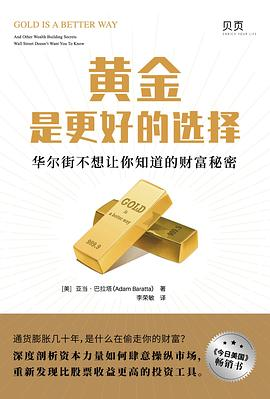 GOLD IS A BETTER WAY
And Other Wealth Building Secrets
Wall Street Doesn't Want You To Know
贝页
ENRICH YOUR LIFE
黄金
是更好的选择
华尔街不想让你知道的财富秘密
GOLD
is
a better way
999.9
999.9
[美] 亚当·巴拉塔（Adam Baratta） 著
李荣敏 译
通货膨胀几十年，是什么在偷走你的财富？
深度剖析资本力量如何肆意操纵市场，
重新发现比股票收益更高的投资工具。
《今日美国》
畅销书